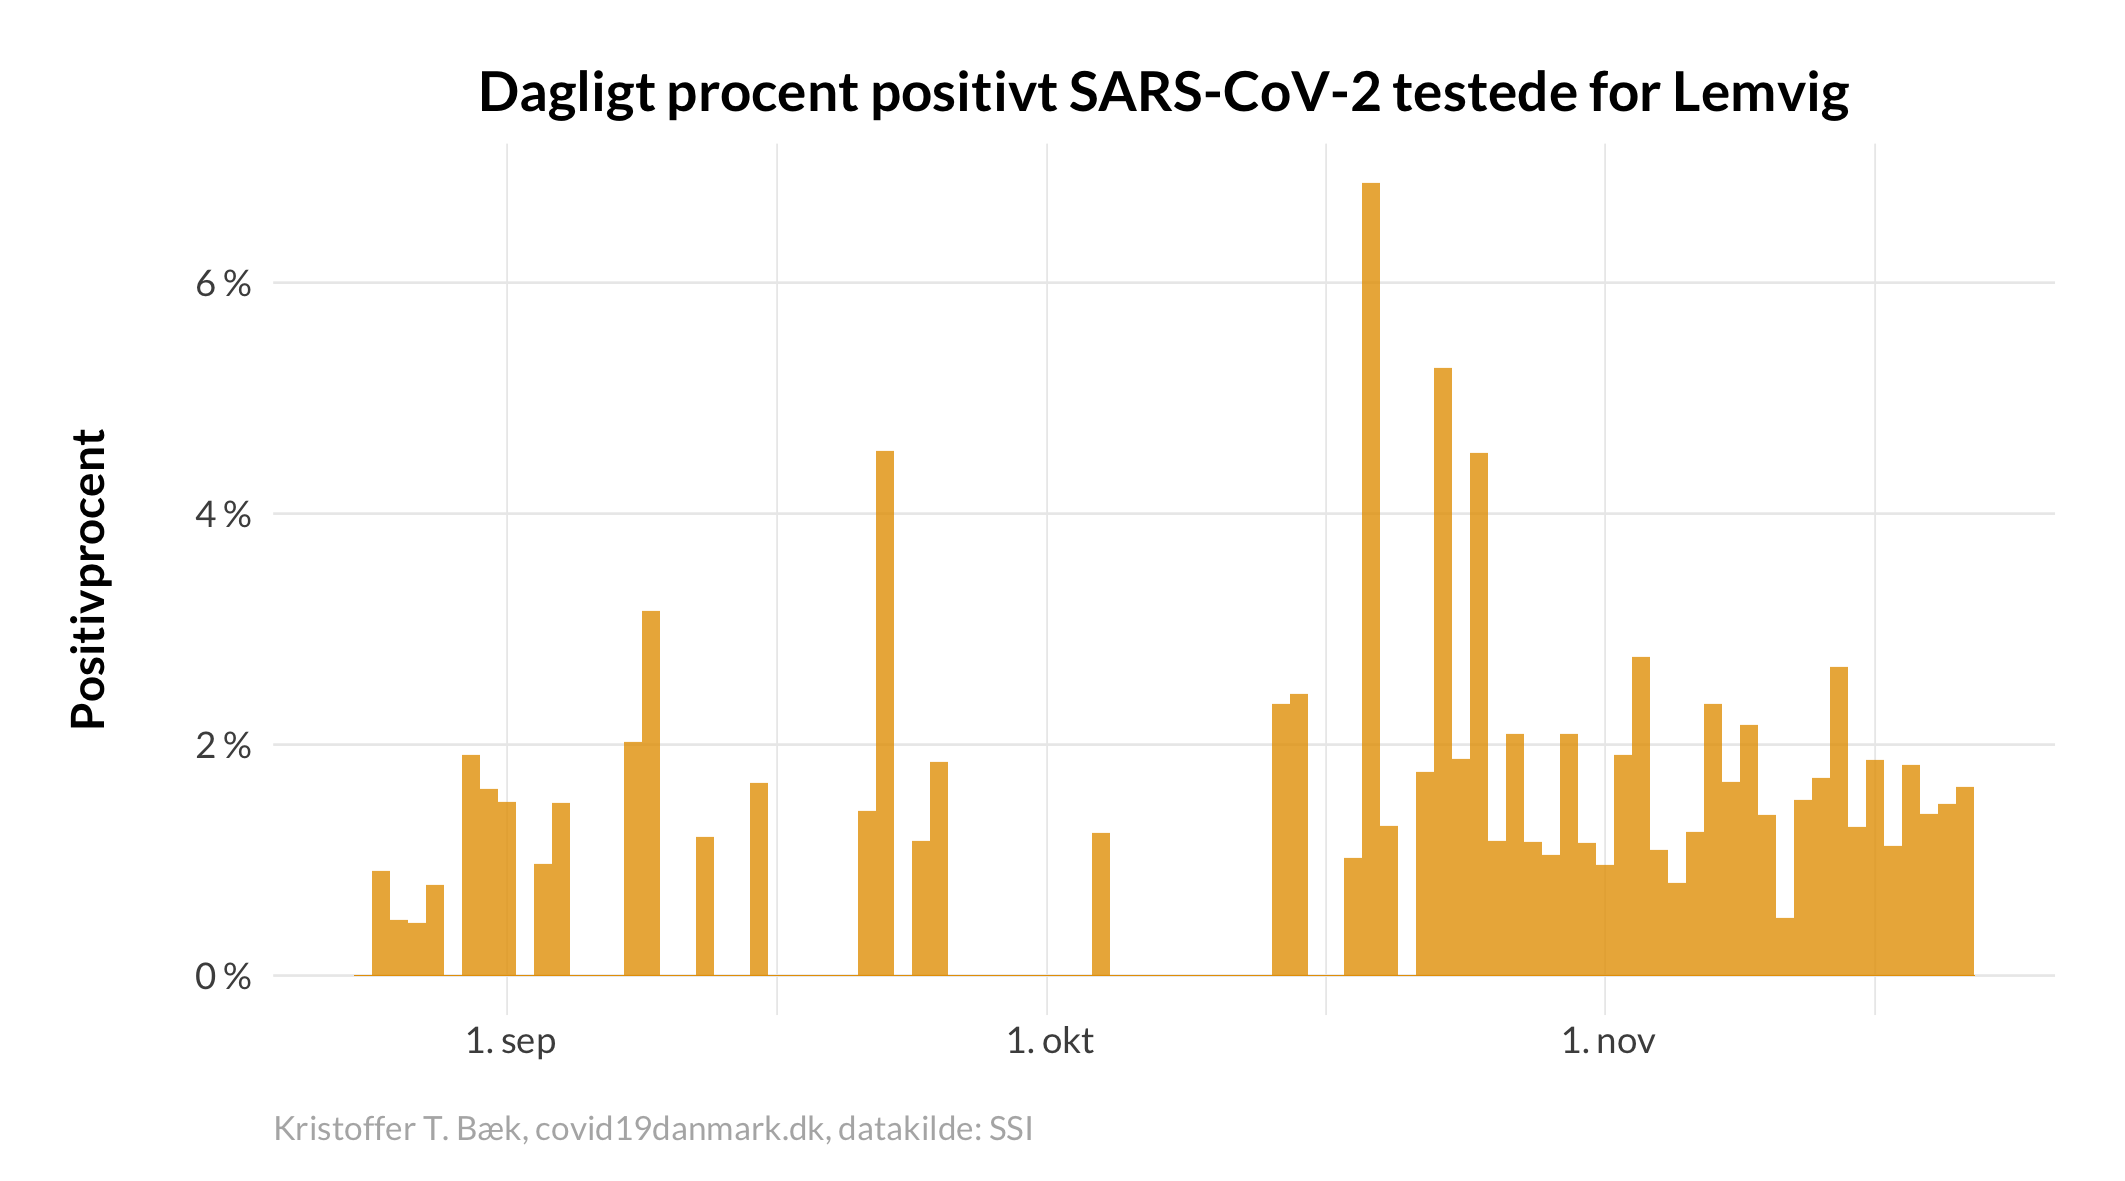 Dagligt procent positivt SARS-CoV-2 testede for Lemvig
Positivprocent
6 %
4 %
2 %
0 %
1. sep
1. okt
1. nov
Kristoffer T. Bæk, covid19danmark.dk, datakilde: SSI